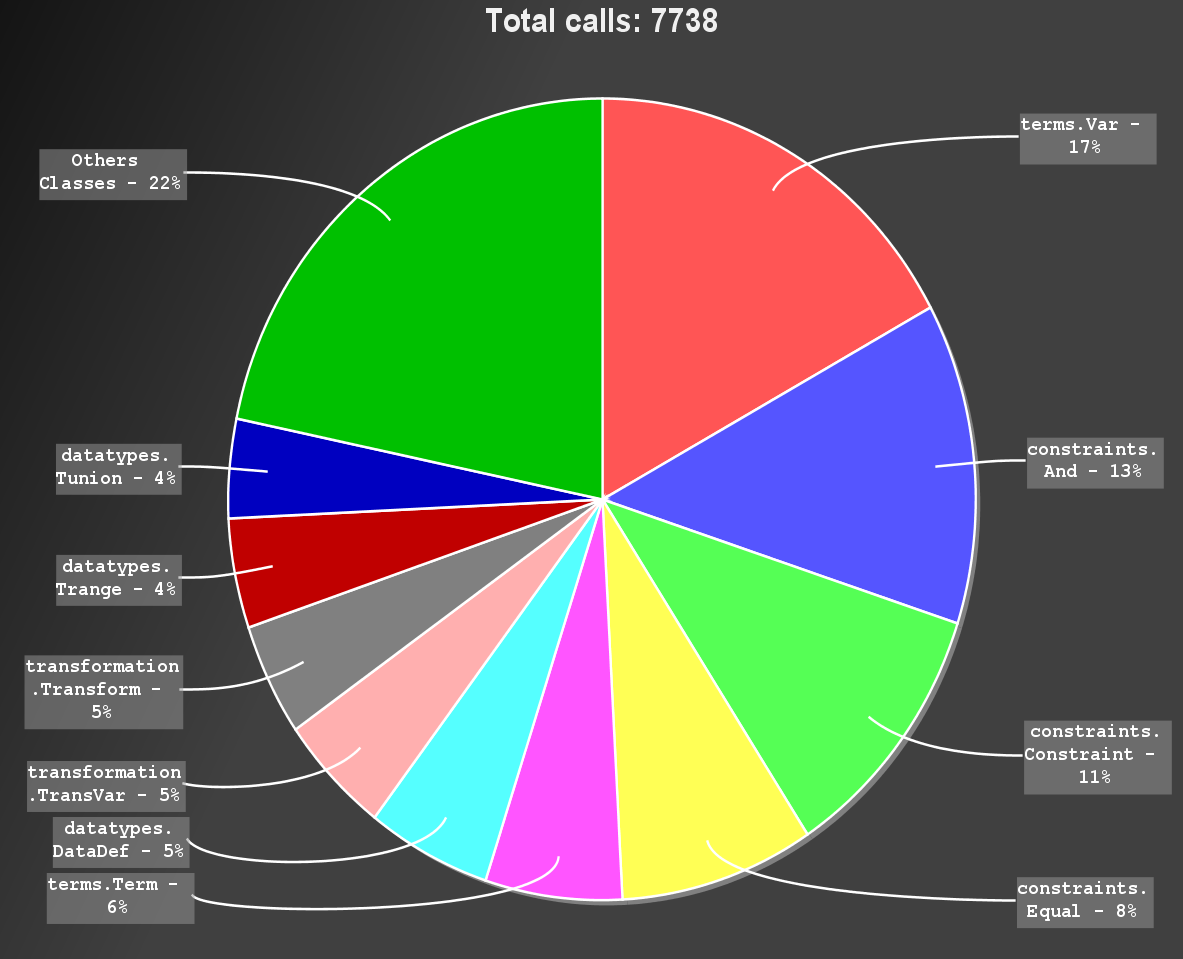 Total calls: 7738
terms.Var -
17%
constraints.
And - 13%
constraints.
Constraint -
11%
constraints.
Equal - 8%
terms.Term -
6%
datatypes.
DataDef - 5%
transformation
.TransVar - 5%
transformation
.Transform -
5%
datatypes.
Trange - 4%
datatypes.
Tunion - 4%
Others
Classes - 22%